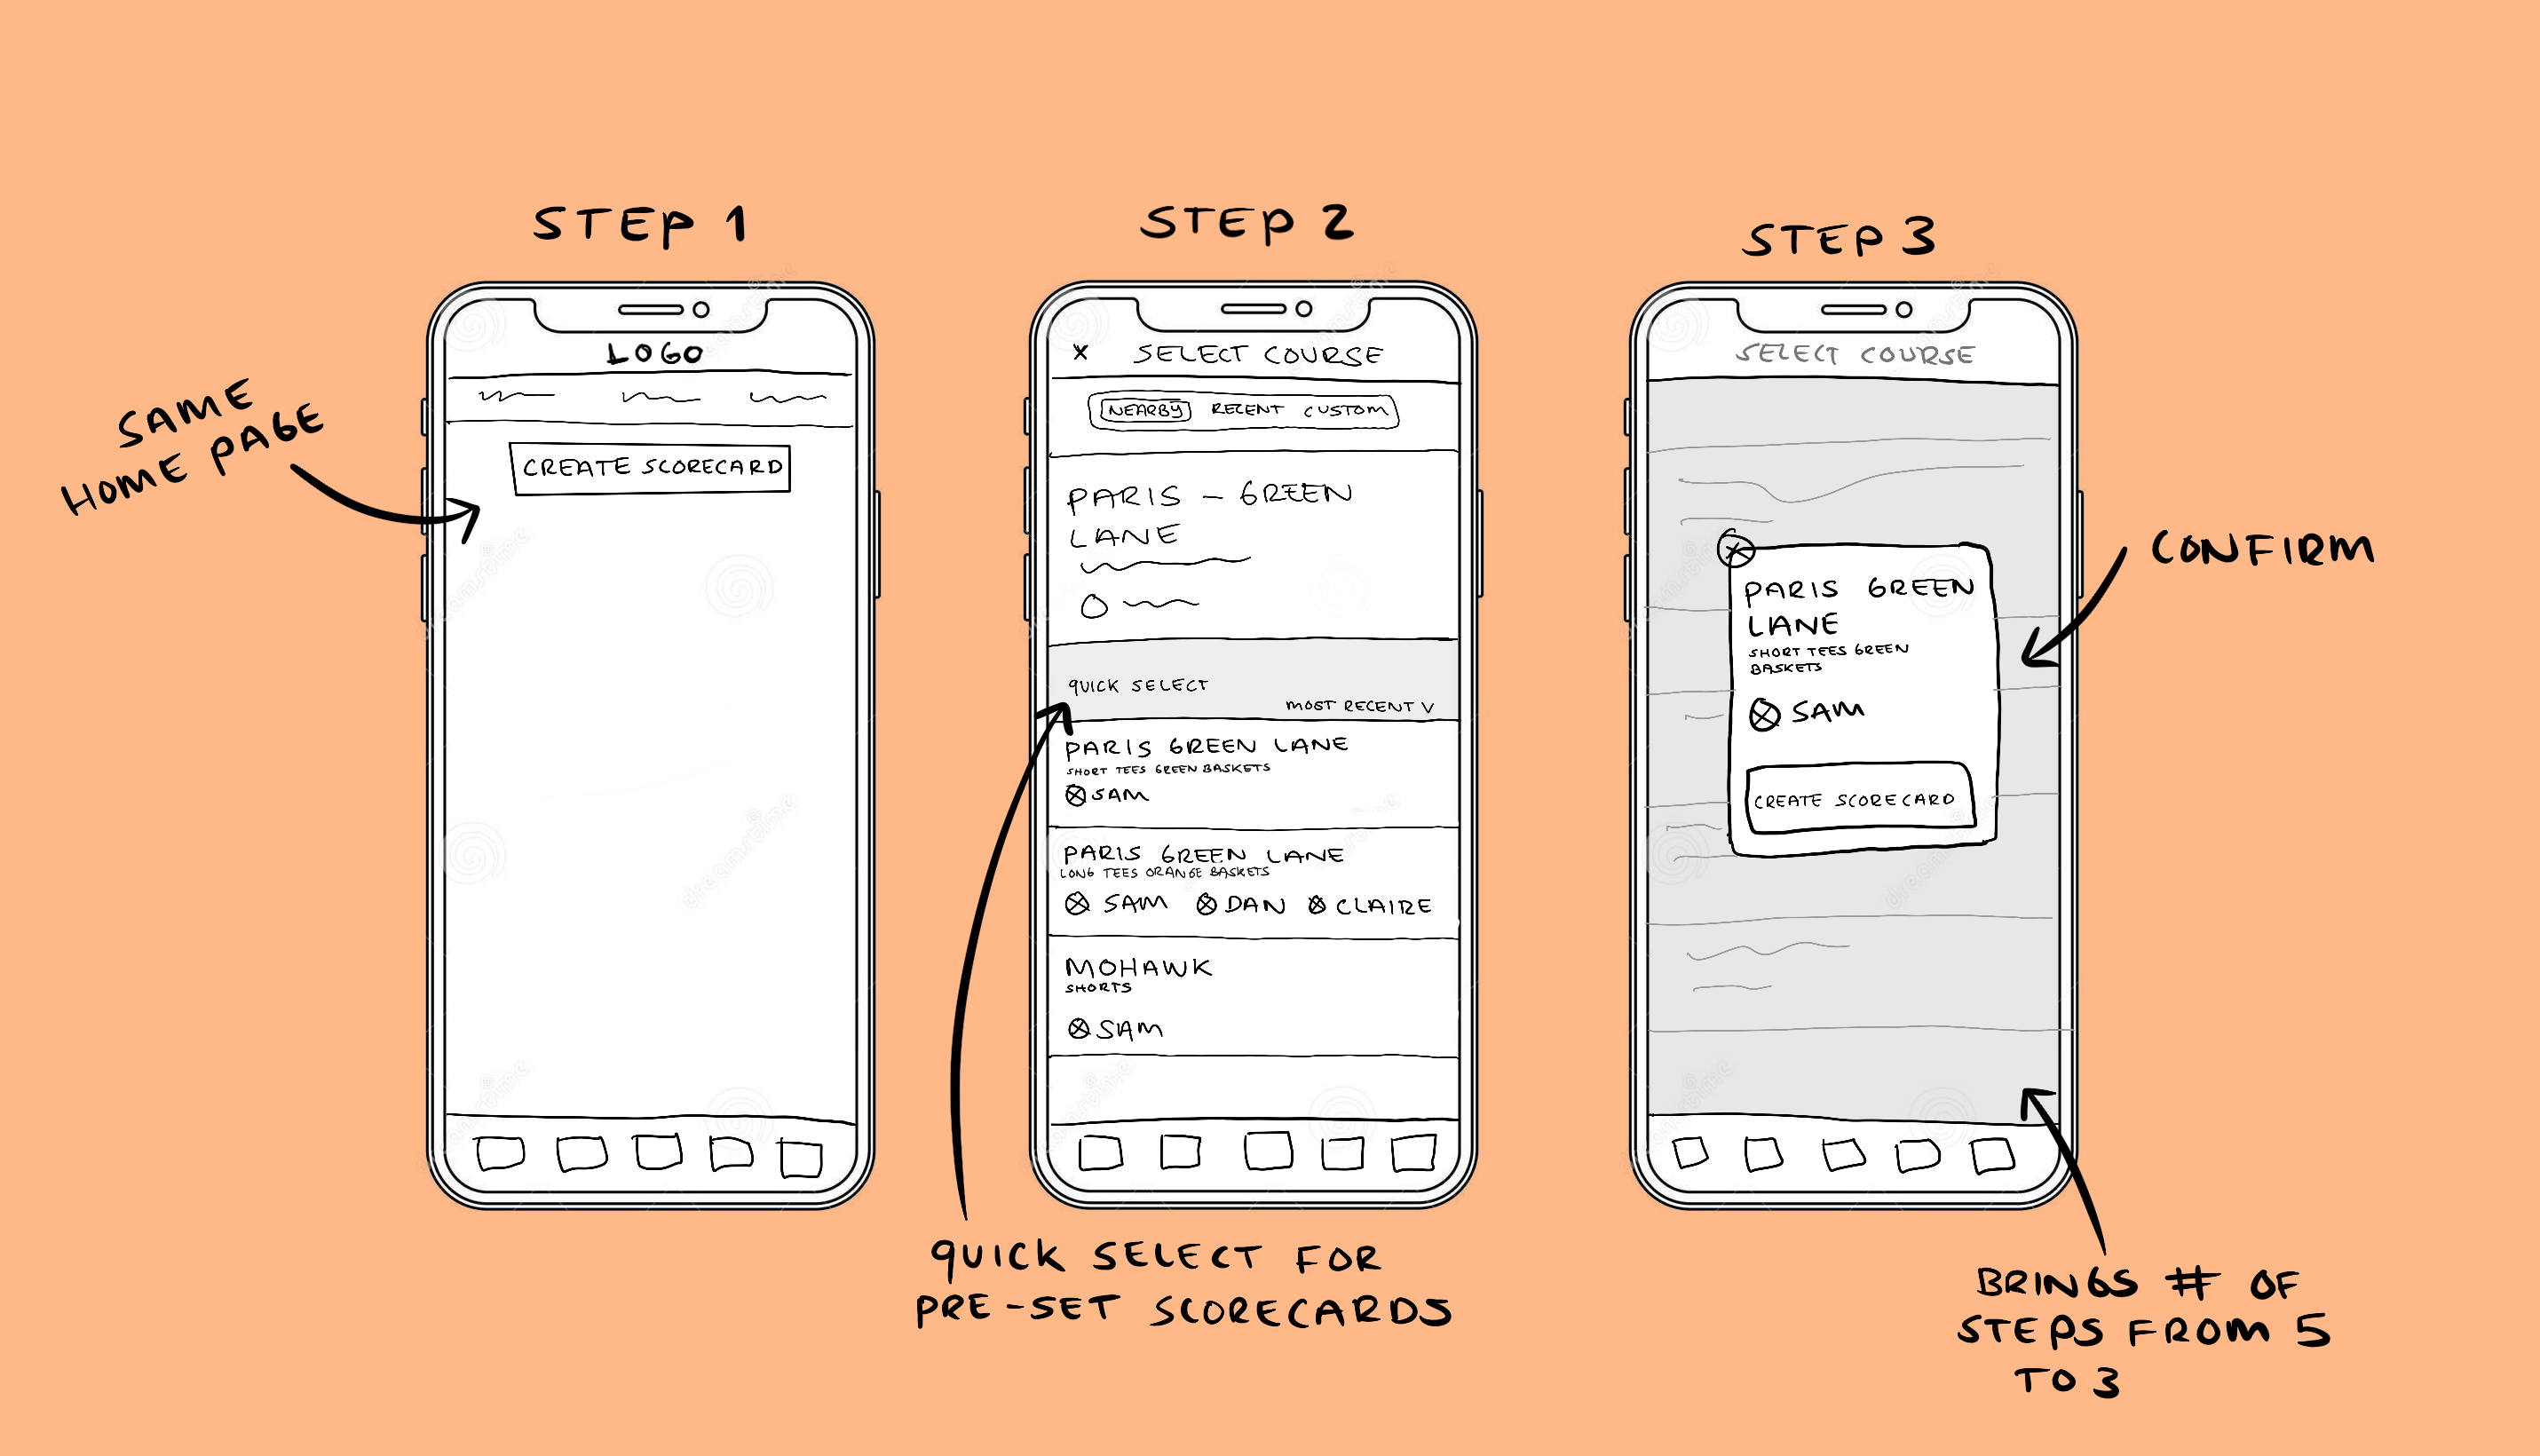 STEP 1
STEP 2
STEP 3
SAME
HOME PAGE
LOGO
CREATE SCORECARD
X SELECT COURSE
NEARBY RECENT CUSTOM
PARIS - GREEN
LANE
QUICK SELECT
MOST RECENT V
PARIS GREEN LANE
SHORT TEES GREEN BASKETS
SAM
PARIS GREEN LANE
LONG TEES ORANGE BASKETS
SAM DAN CLAIRE
MOHAWK
SHORTS
SAM
QUICK SELECT FOR
PRE-SET SCORECARDS
SELECT COURSE
PARIS GREEN
LANE
SHORT TEES GREEN
BASKETS
SAM
CREATE SCORECARD
CONFIRM
BRINGS # OF
STEPS FROM 5
TO 3
dreamstime